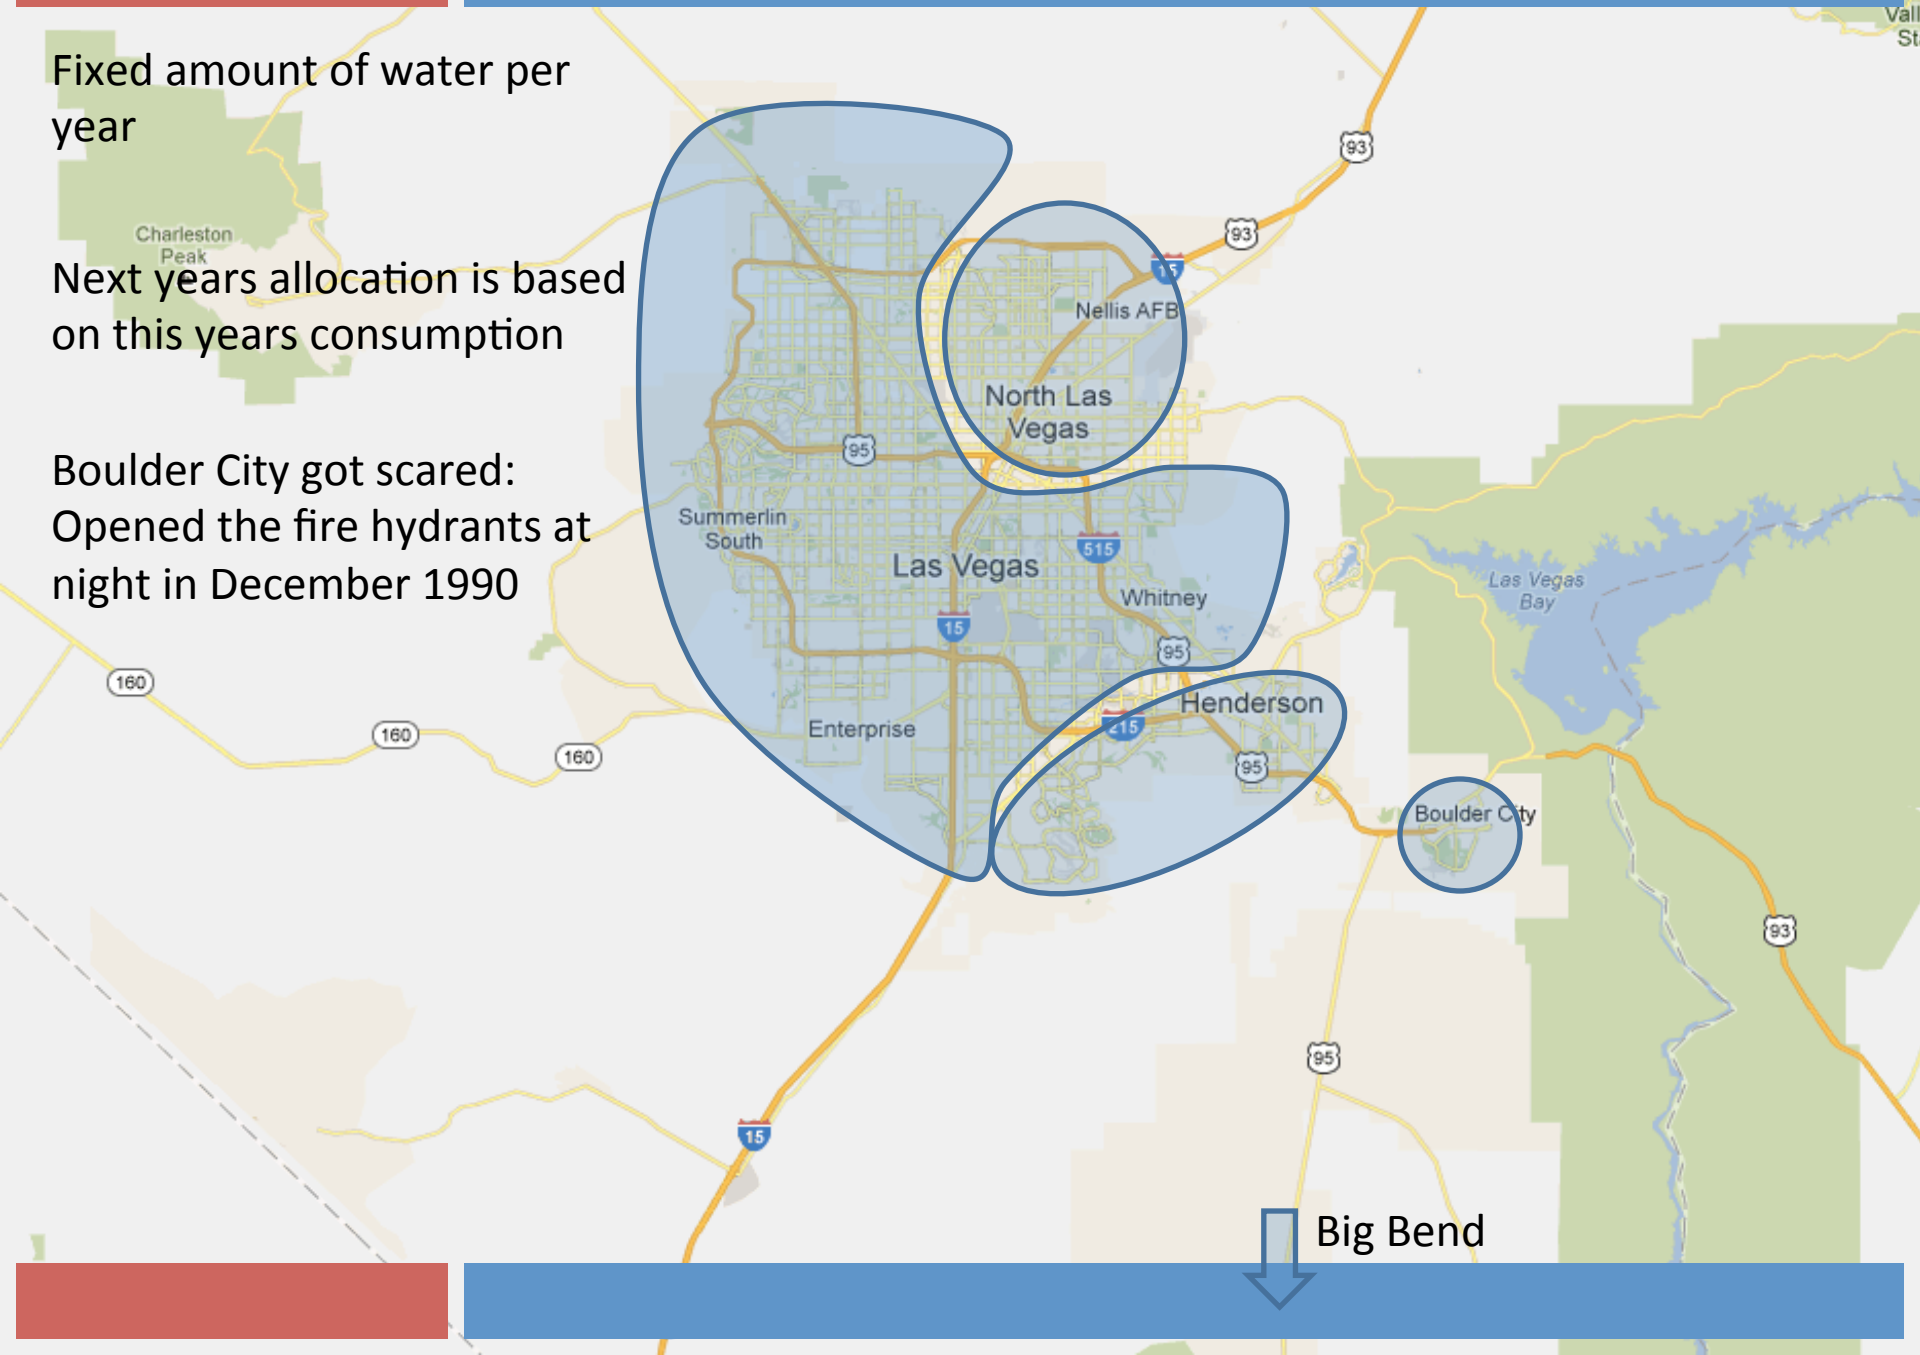 Fixed amount of water per
year
Next years allocation is based
on this years consumption
Boulder City got scared:
Opened the fire hydrants at
night in December 1990
Charleston
Peak
93
93
15
Nellis AFB
North Las
Vegas
95
Summerlin
South
Las Vegas
515
Whitney
15
95
Las Vegas
Bay
160
160
160
Enterprise
Henderson
215
95
Boulder City
93
95
15
Big Bend